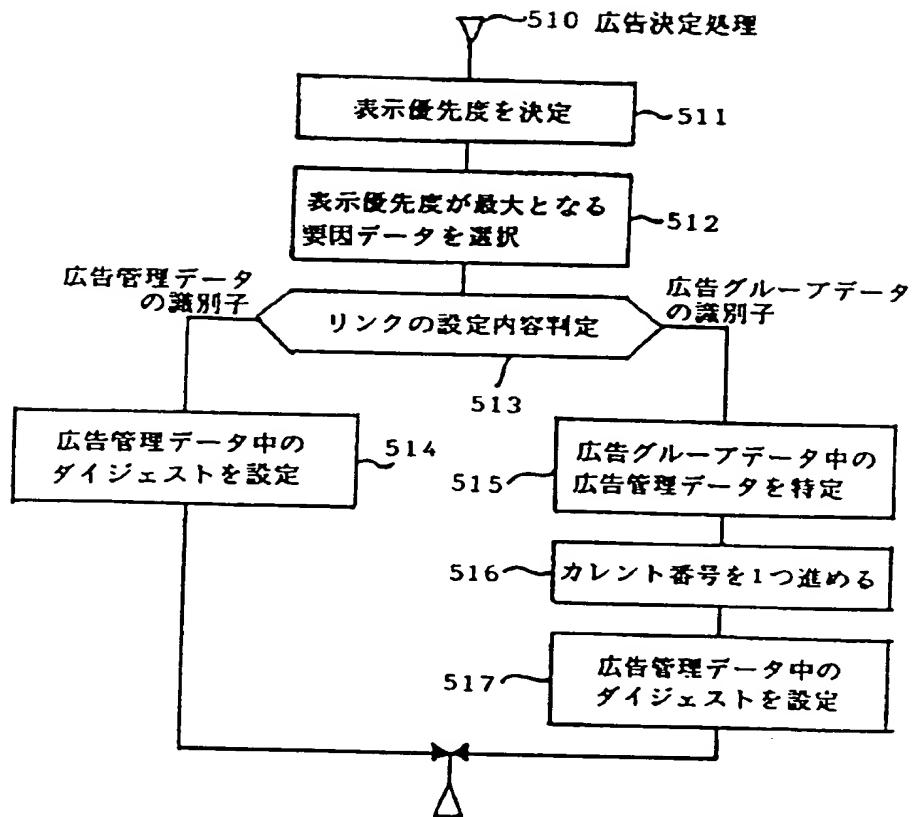 510 広告決定処理
表示優先度を決定
511
表示優先度が最大となる
要因データを選択
512
広告管理データ
の識別子
広告グループデータ
の識別子
リンクの設定内容判定
513
広告管理データ中の
ダイジェストを設定
514
広告グループデータ中の
広告管理データを特定
515
516
カレント番号を1つ進める
広告管理データ中の
ダイジェストを設定
517